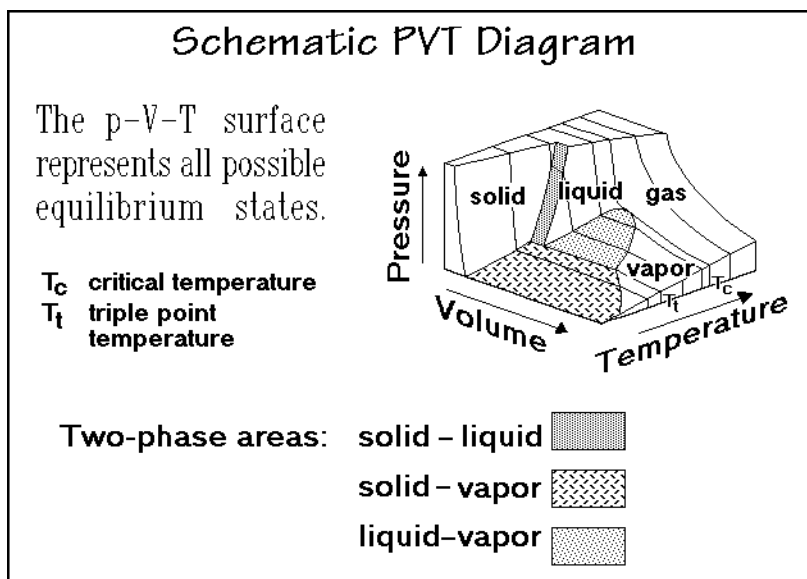 Schematic PVT Diagram
The p-V-T surface
represents all possible
equilibrium states.
Tc critical temperature
Tt triple point
temperature
Pressure
solid
liquid
gas
vapor
Tt
Tc
Volume
Temperature
Two-phase areas:
solid-liquid
solid-vapor
liquid-vapor